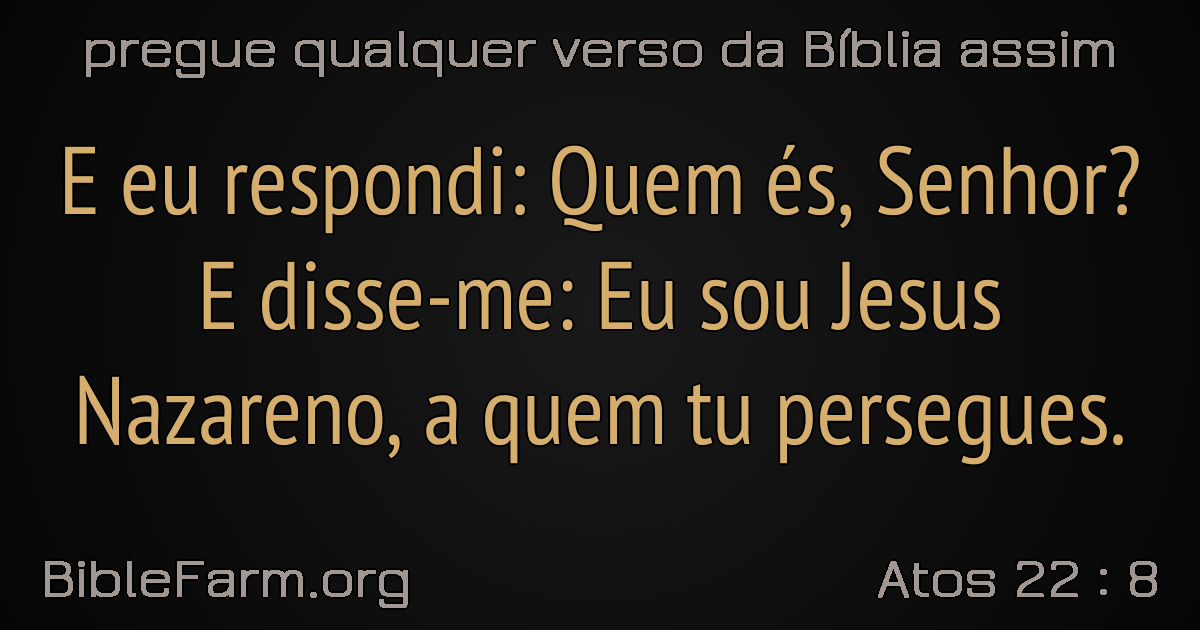 pregue qualquer verso da Bíblia assim
E eu respondi: Quem és, Senhor?
E disse-me: Eu sou Jesus
Nazareno, a quem tu persegues.
BibleFarm.org
Atos 22 : 8